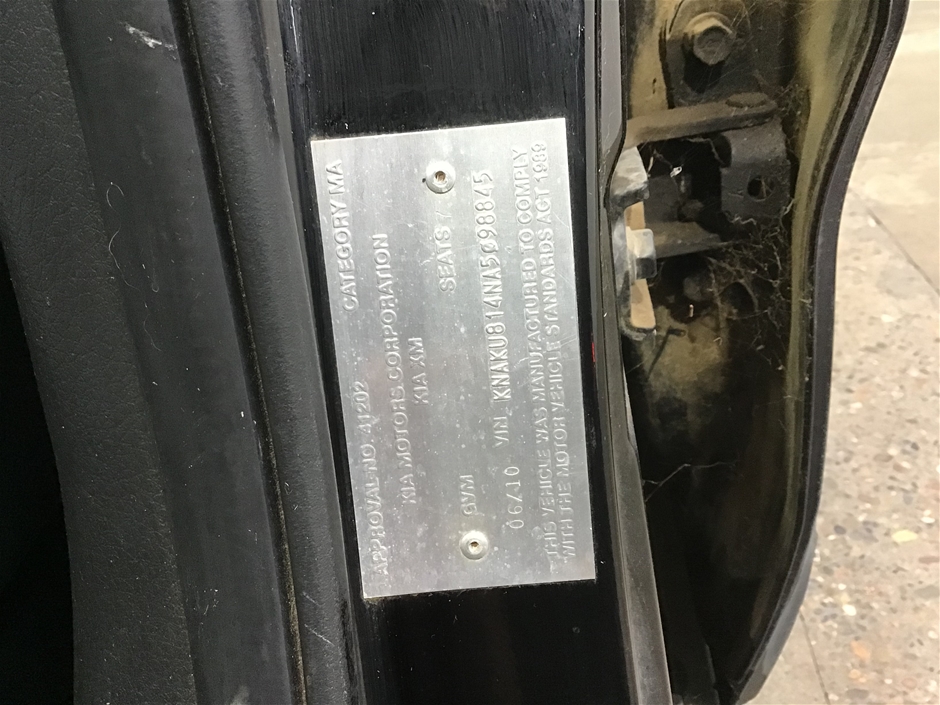 APPROVAL NO. 41202 CATEGORY MA
KIA MOTORS CORPORATION
KIA XM
GVM SEATS 7
06/10 VIN KNAKU814NA5098845
THIS VEHICLE WAS MANUFACTURED TO COMPLY
WITH THE MOTOR VEHICLE STANDARDS ACT 1989